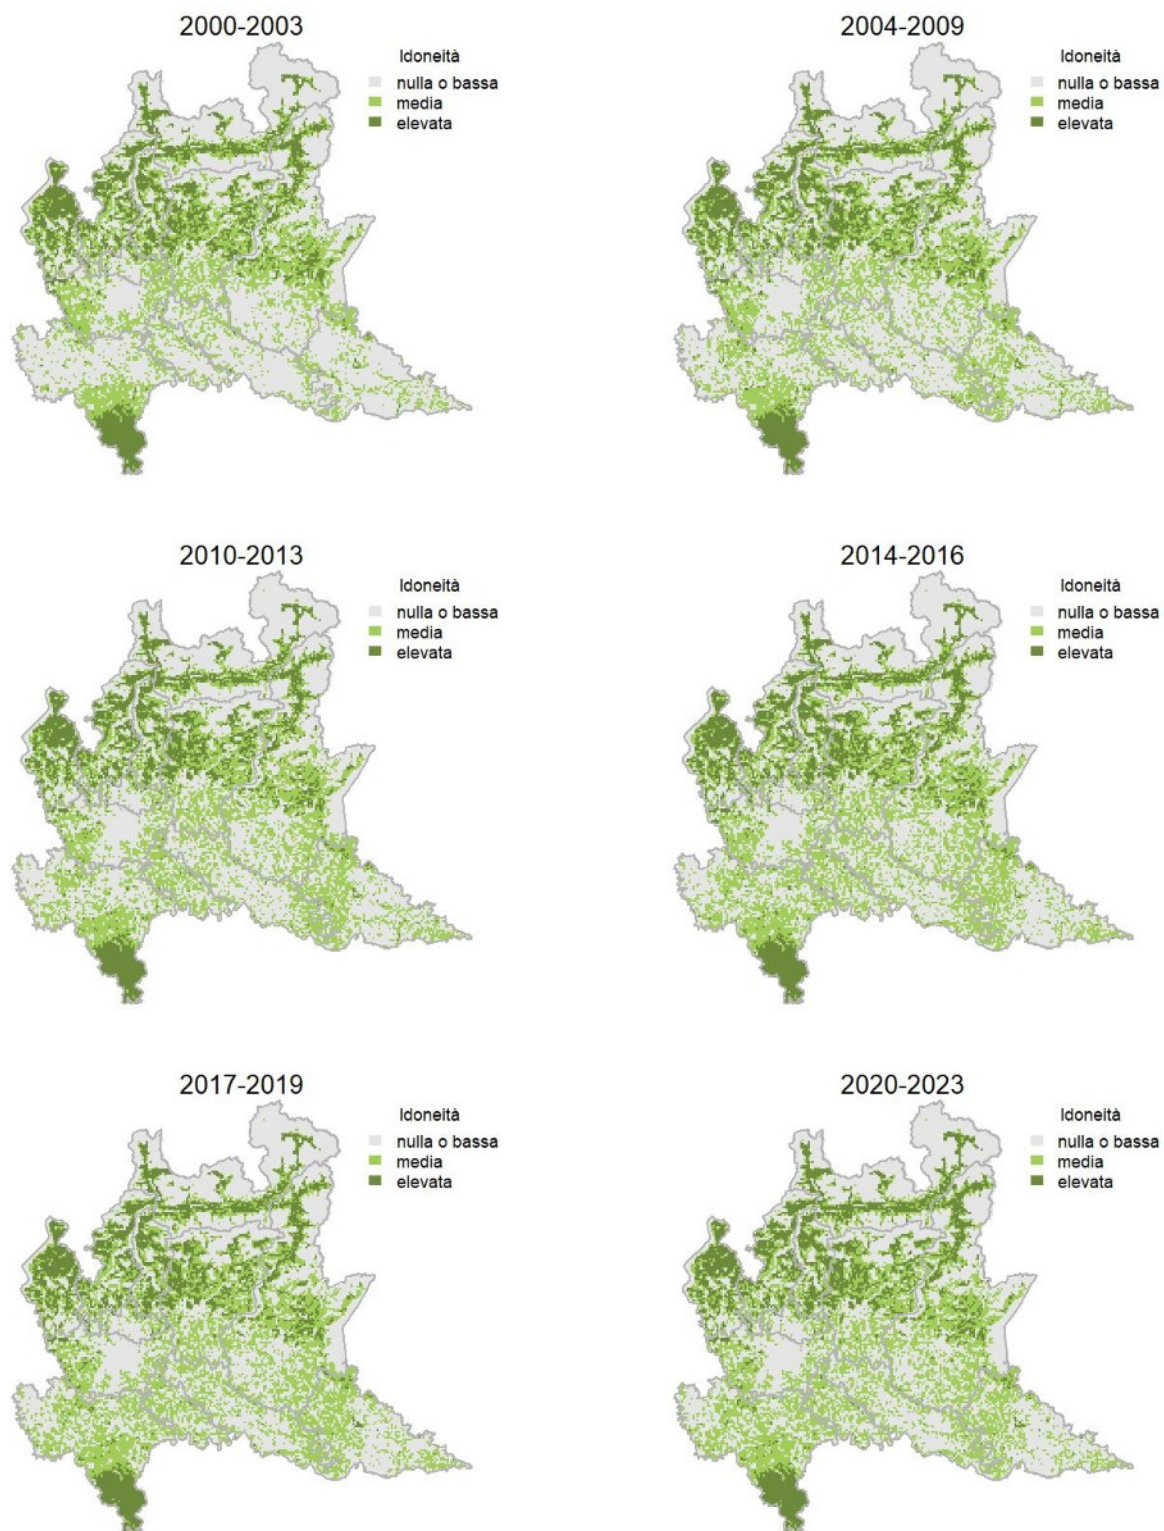 2000-2003
Idoneità
nulla o bassa
media
elevata
2004-2009
Idoneità
nulla o bassa
media
elevata
2010-2013
Idoneità
nulla o bassa
media
elevata
2014-2016
Idoneità
nulla o bassa
media
elevata
2017-2019
Idoneità
nulla o bassa
media
elevata
2020-2023
Idoneità
nulla o bassa
media
elevata